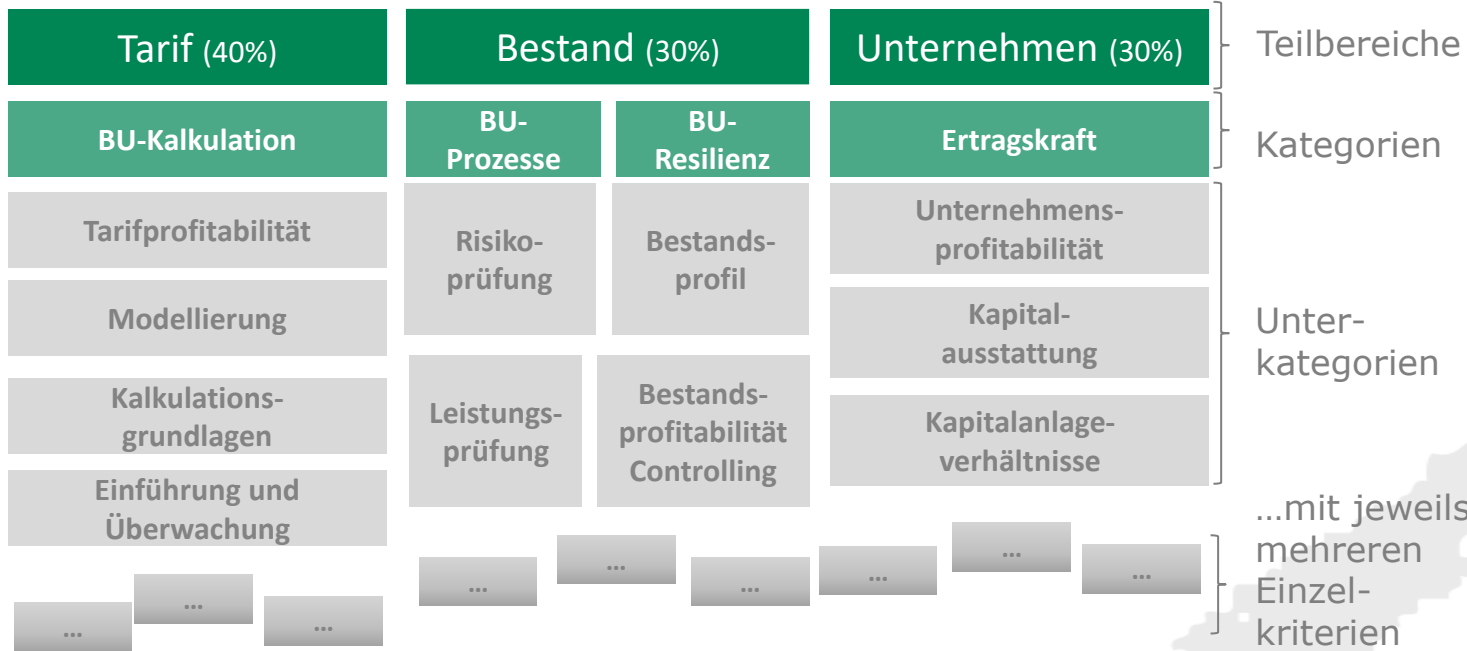 Tarif (40%)
Bestand (30%)
Unternehmen (30%)
Teilbereiche
BU-Kalkulation
BU-
Prozesse
BU-
Resilienz
Ertragskraft
Kategorien
Tarifprofitabilität
Modellierung
Kalkulations-
grundlagen
Einführung und
Überwachung
Risiko-
prüfung
Leistungs-
prüfung
Bestands-
profil
Bestands-
profitabilität
Controlling
Unternehmens-
profitabilität
Kapital-
ausstattung
Kapitalanlage-
verhältnisse
Unter-
kategorien
...
...
...
...
...
...
...
...
...
...mit jeweils
mehreren
Einzel-
kriterien